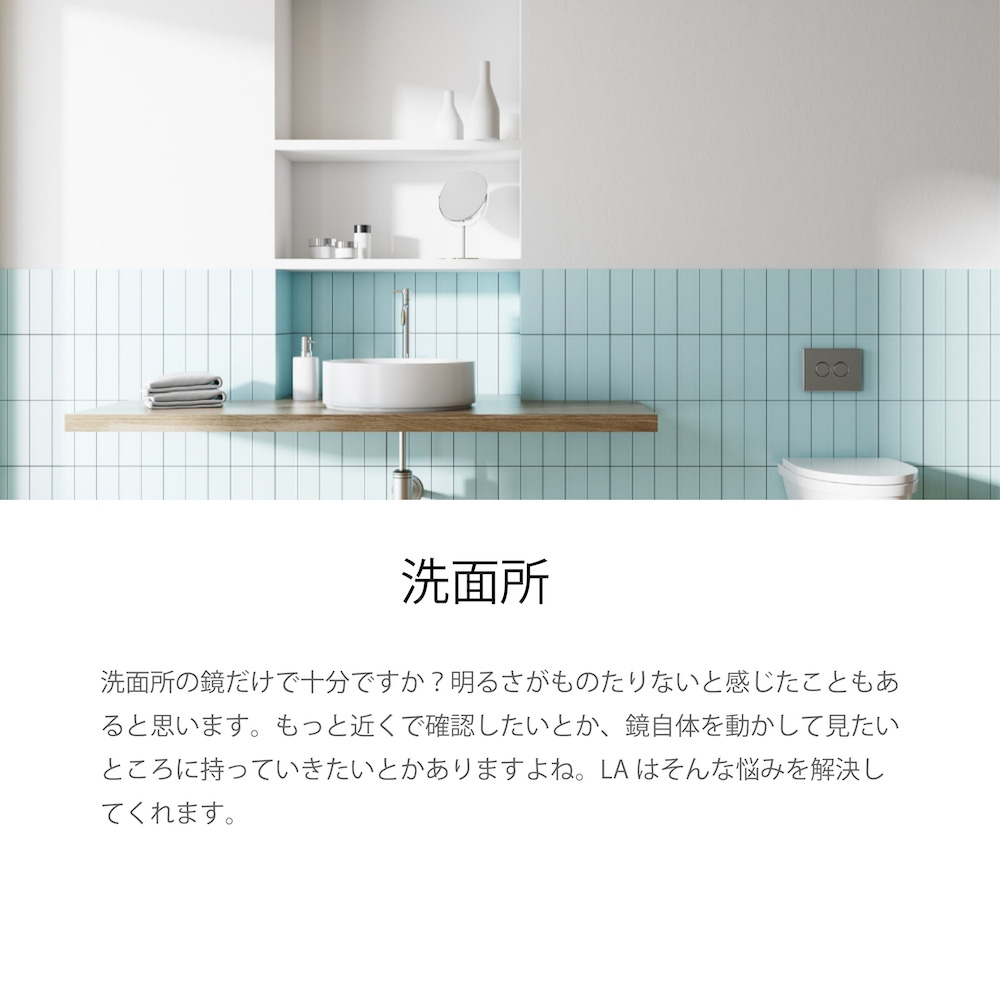 洗面所
洗面所の鏡だけで十分ですか？明るさがものたりないと感じたこともあ
ると思います。もっと近くで確認したいとか、鏡自体を動かして見たい
ところに持っていきたいとかありますよね。LA はそんな悩みを解決し
てくれます。